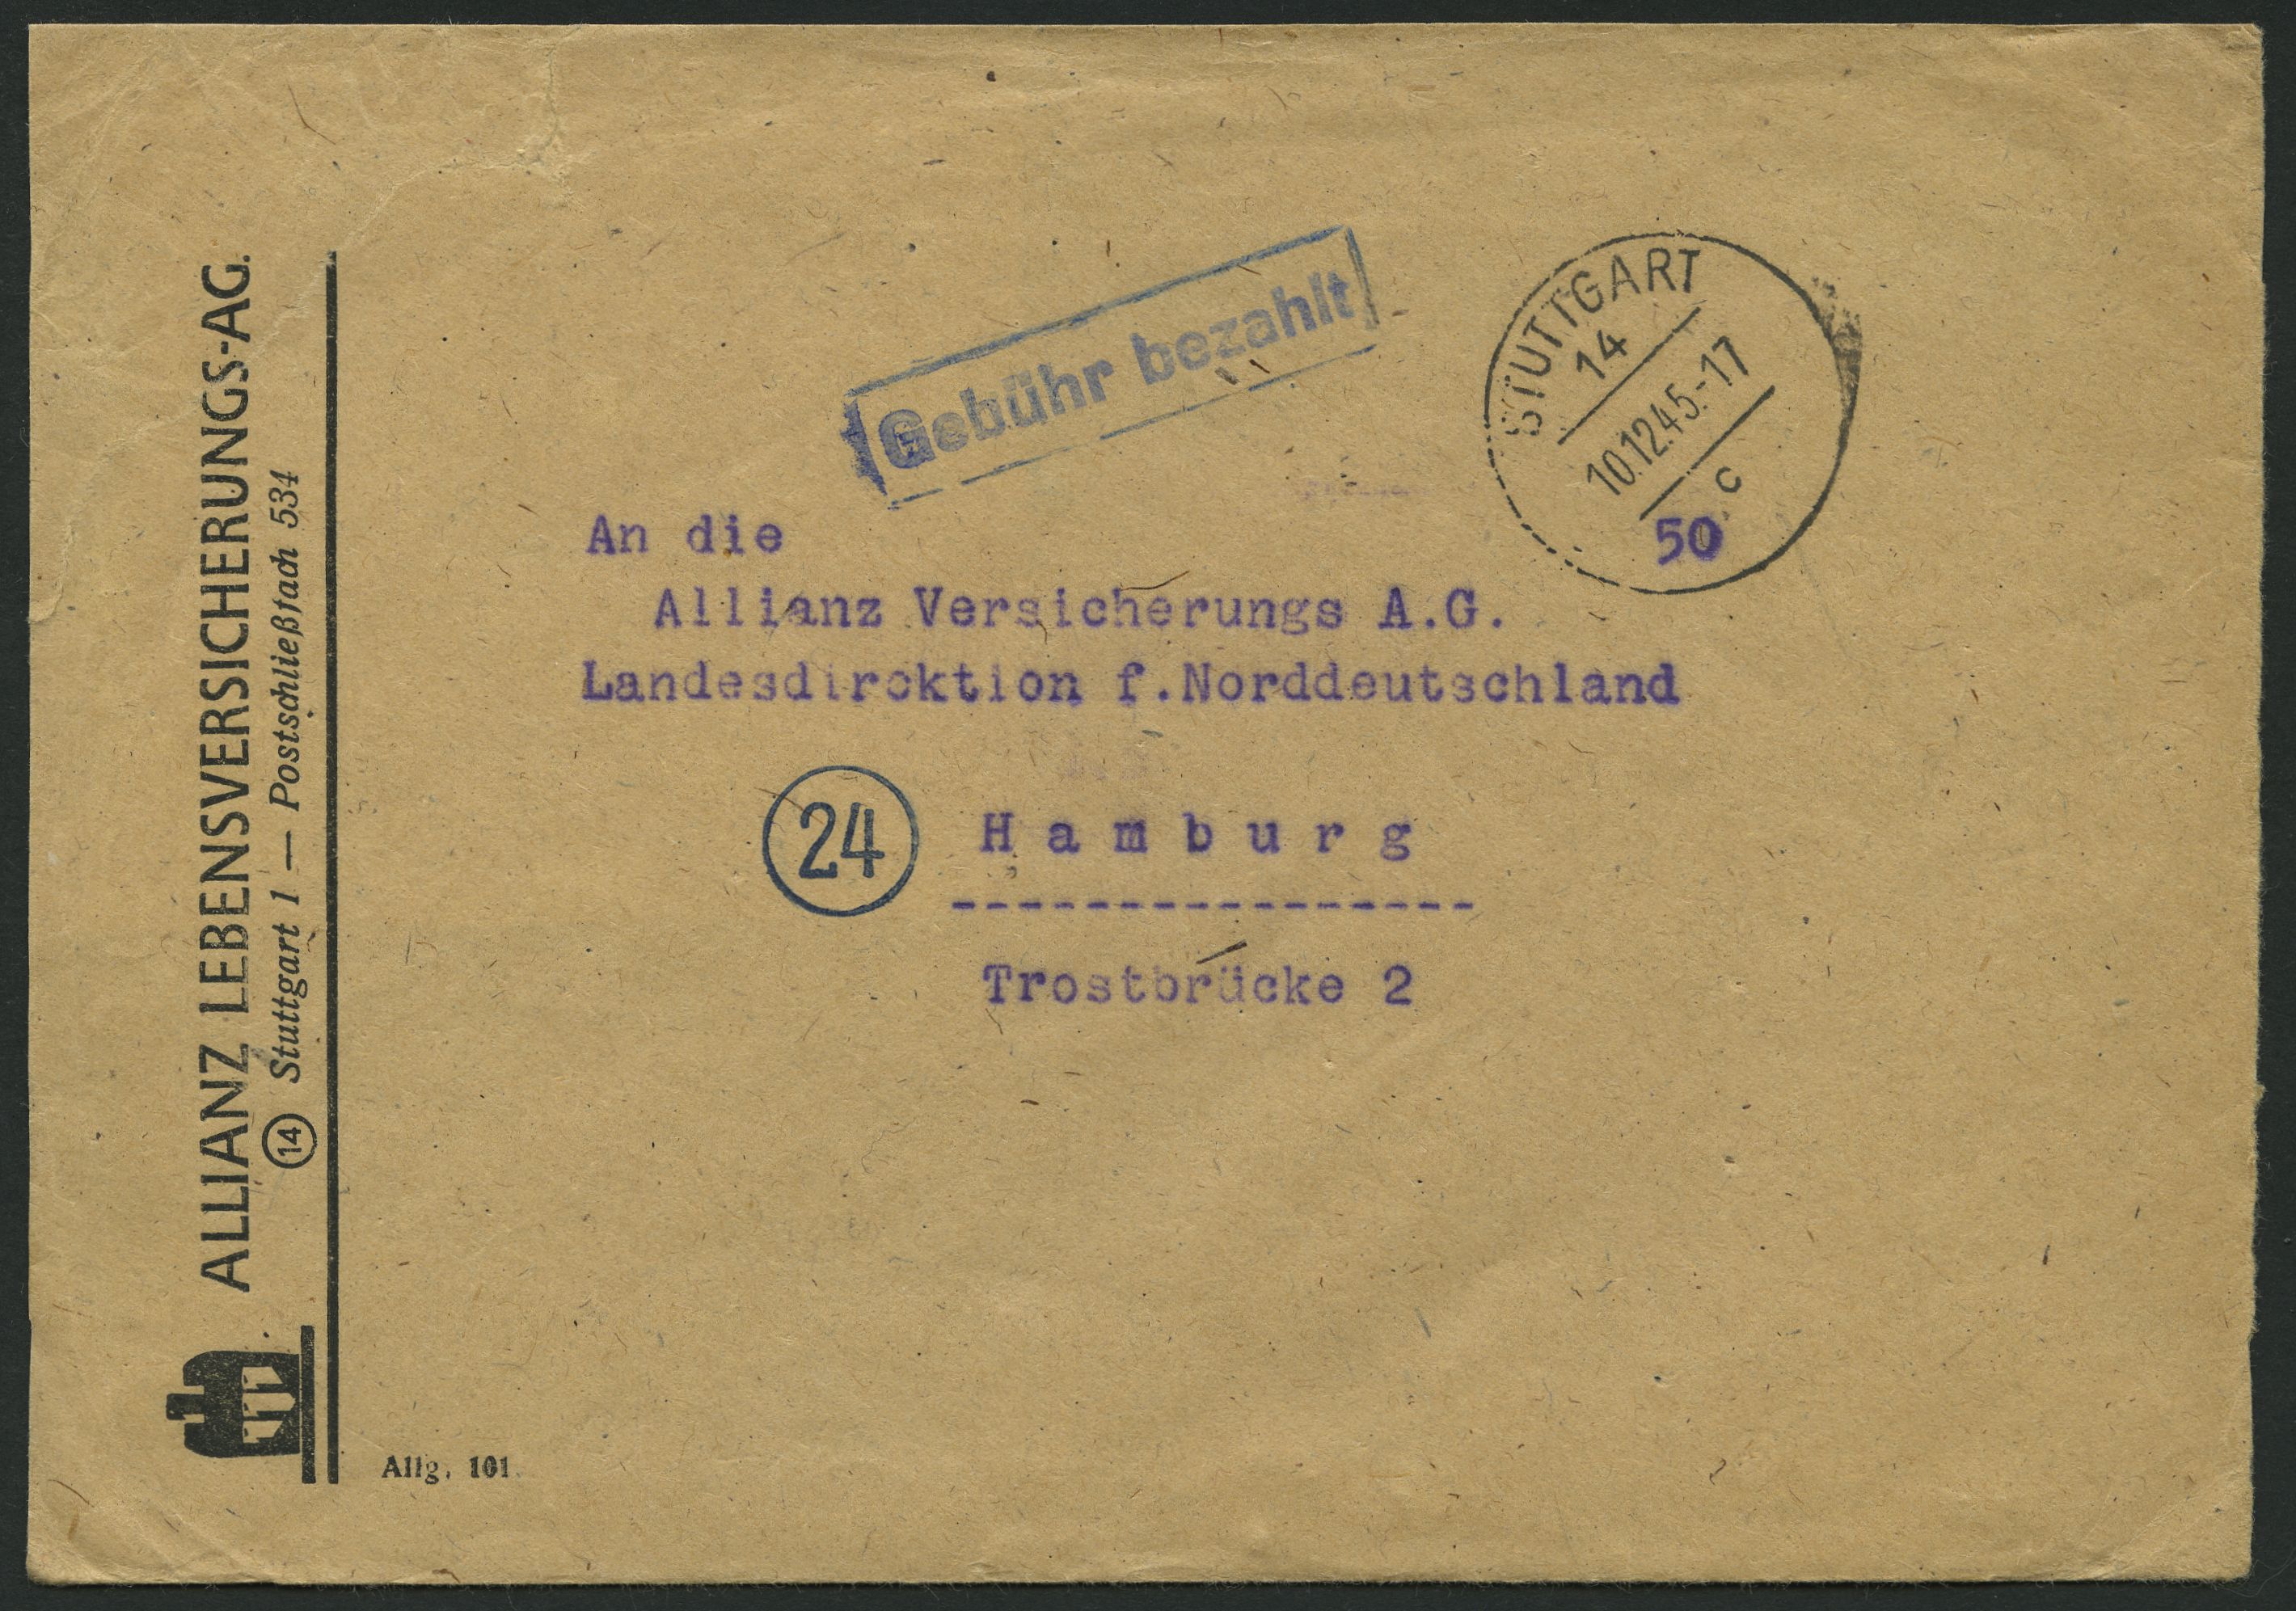 ALLIANZ LEBENSVERSICHERUNGS-AG.
14 Stuttgart 1 — Postschließfach 534
Gebühr bezahlt
STUTTGART
14
10.12.45.-17
c
50
An die
Allianz Versicherungs A.G.
Landesdirektion f.Norddeutschland
24
Hamburg
-----------------
Trostbrücke 2
Allg. 101